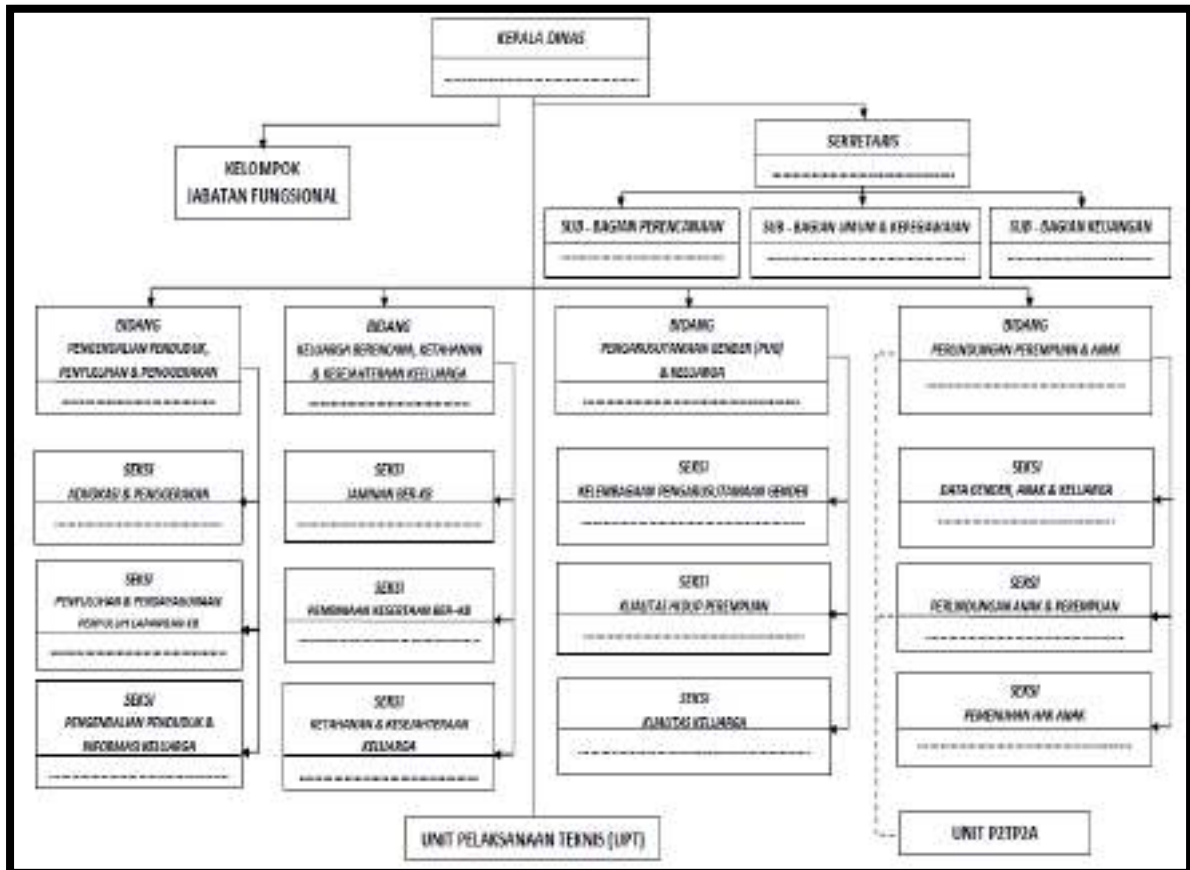 KEPALA DINAS
SEKRETARIS
KELOMPOK
JABATAN FUNGSIONAL
SUB - BAGIAN PERENCANAAN
SUB - BAGIAN UMUM & KEPEGAWAIAN
SUB - BAGIAN KEUANGAN
BIDANG
PENGENDALIAN PENDUDUK,
PENYULUHAN & PENGGERAKAN
BIDANG
KELUARGA BERENCANA, KETAHANAN
& KESEJAHTERAAN KEELUARGA
BIDANG
PENGARUSUTAMAAN GENDER (PUG)
& KELUARGA
BIDANG
PERLINDUNGAN PEREMPUAN & ANAK
SEKSI
ADVOKASI & PENGGERAKAN
SEKSI
JAMINAN BER-KB
SEKSI
KELEMBAGAAN PENGARUSUTAMAAN GENDER
SEKSI
DATA GENDER, ANAK & KELUARGA
SEKSI
PENYULUHAN & PENDAYAGUNAAN
PENYULUH LAPANGAN KB
SEKSI
PEMBINAAN KESERTAAN BER-KB
SEKSI
KUALITAS HIDUP PEREMPUAN
SEKSI
PERLINDUNGAN ANAK & PEREMPUAN
SEKSI
PENGENDALIAN PENDUDUK &
INFORMASI KELUARGA
SEKSI
KETAHANAN & KESEJAHTERAAN
KELUARGA
SEKSI
KUALITAS KELUARGA
SEKSI
PEMENUHAN HAK ANAK
UNIT PELAKSANAAN TEKNIS (UPT)
UNIT P2TP2A